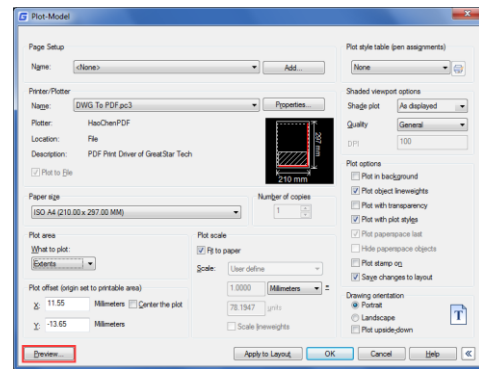 Plot-Model
Page Setup
Name: <None> Add...
Plot style table (pen assignments)
None
Printer/Plotter
Name: DWG To PDF.pc3 Properties...
Plotter: HaoChenPDF
Location: File
Description: PDF Print Driver of GreatStar Tech
Plot to File
297 mm
210 mm
Shaded viewport options
Shade plot As displayed
Quality General
DPI 100
Paper size
ISO A4 (210.00 x 297.00 MM)
Number of copies
1
Plot options
Plot in background
Plot object lineweights
Plot with transparency
Plot with plot styles
Plot paperspace last
Hide paperspace objects
Plot stamp on
Save changes to layout
Plot area
What to plot:
Extents
Plot scale
Fit to paper
Scale: User define
1.0000 Millimeters =
78.1947 units
Scale lineweights
Plot offset (origin set to printable area)
X: 11.55 Millimeters Center the plot
Y: -13.65 Millimeters
Drawing orientation
Portrait
Landscape
Plot upside-down
T
Preview... Apply to Layout OK Cancel Help